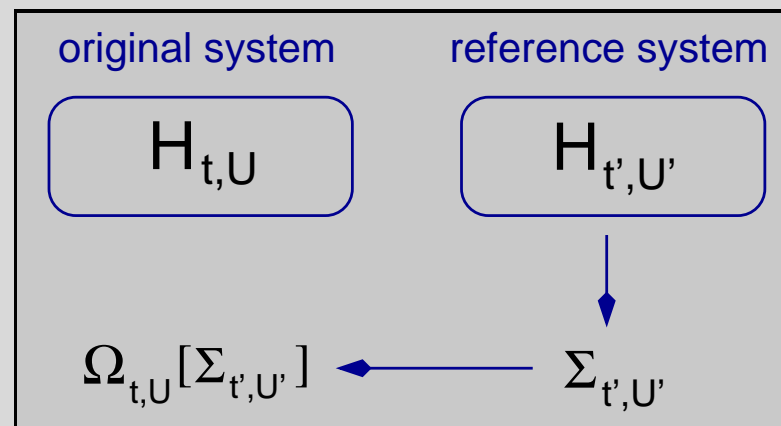 original system reference system
H_{t,U} H_{t',U'}
Ω_{t,U}[Σ_{t',U'}] Σ_{t',U'}